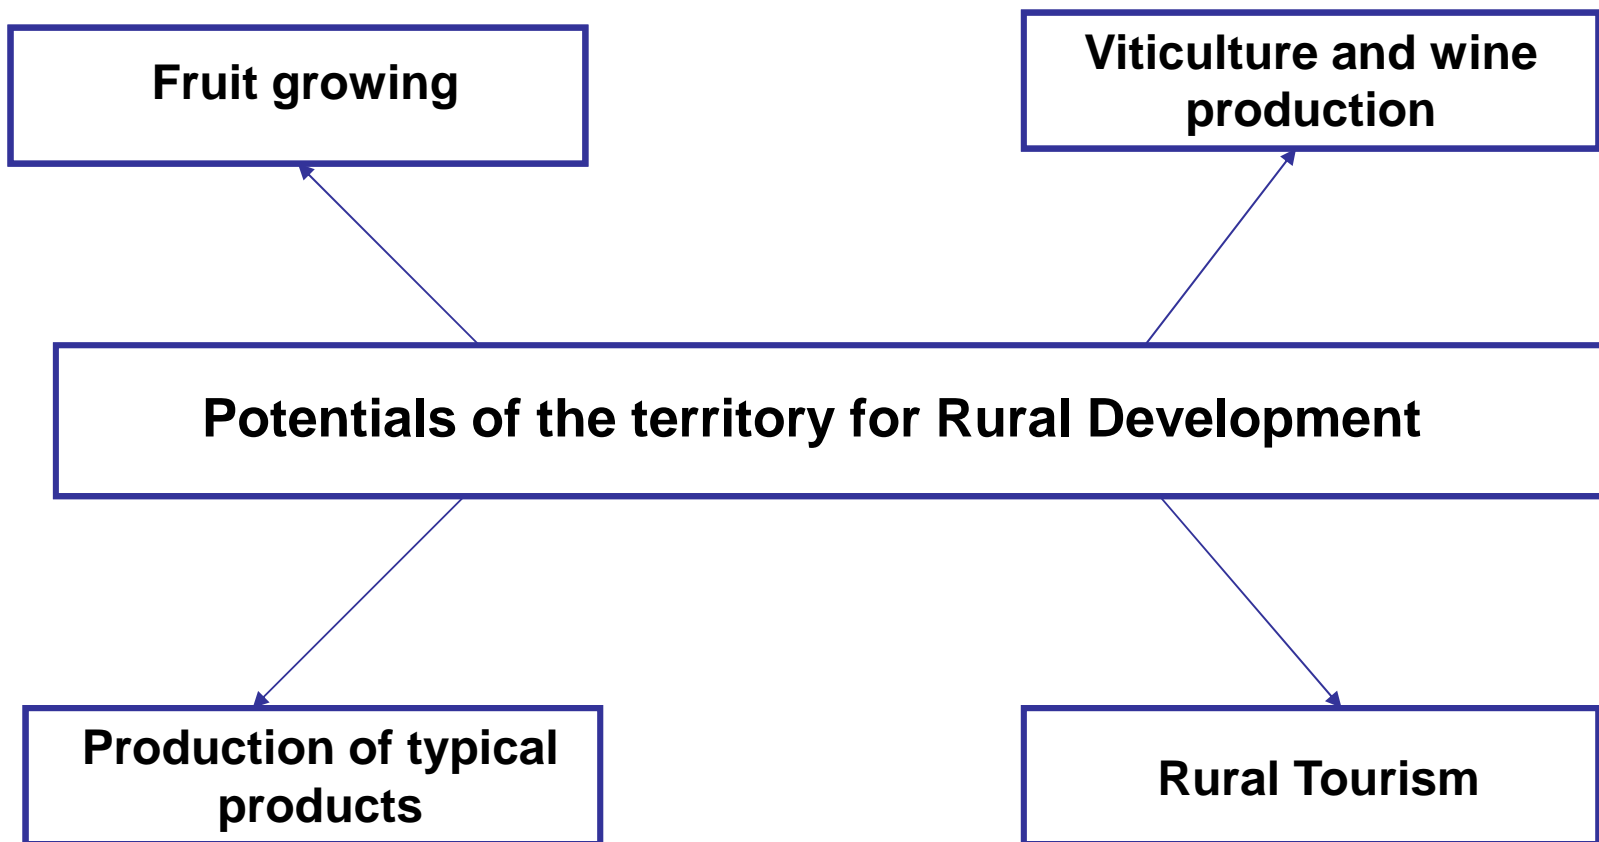 Fruit growing
Viticulture and wine
production
Potentials of the territory for Rural Development
Production of typical
products
Rural Tourism